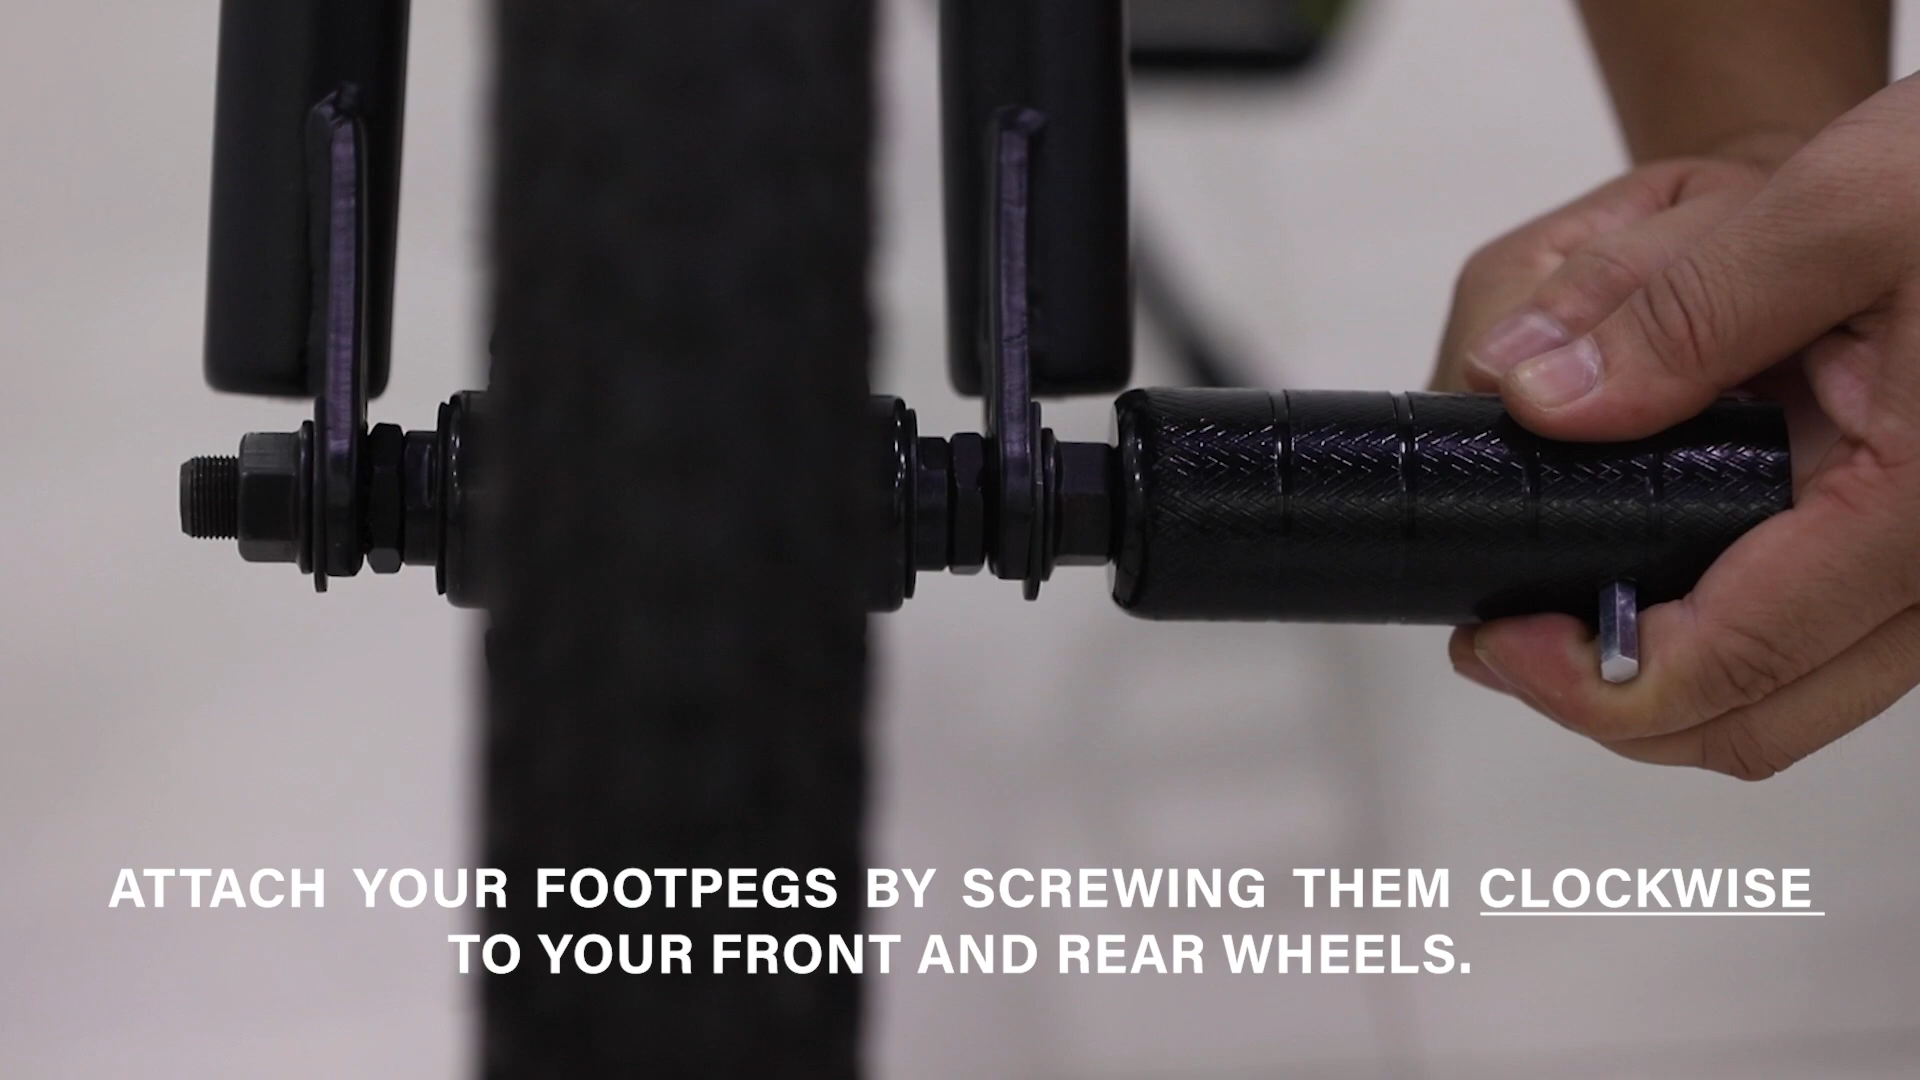 ATTACH YOUR FOOTPEGS BY SCREWING THEM CLOCKWISE
TO YOUR FRONT AND REAR WHEELS.